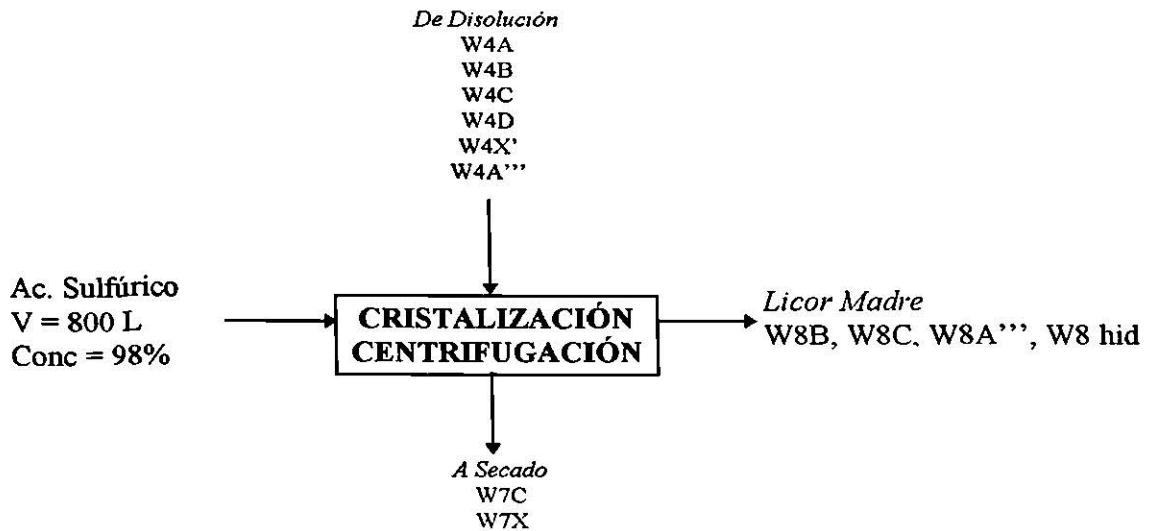 De Disolución
W4A
W4B
W4C
W4D
W4X'
W4A'''
Ac. Sulfúrico
V = 800 L
Conc = 98%
CRISTALIZACIÓN
CENTRIFUGACIÓN
Licor Madre
W8B, W8C, W8A''', W8 hid
A Secado
W7C
W7X